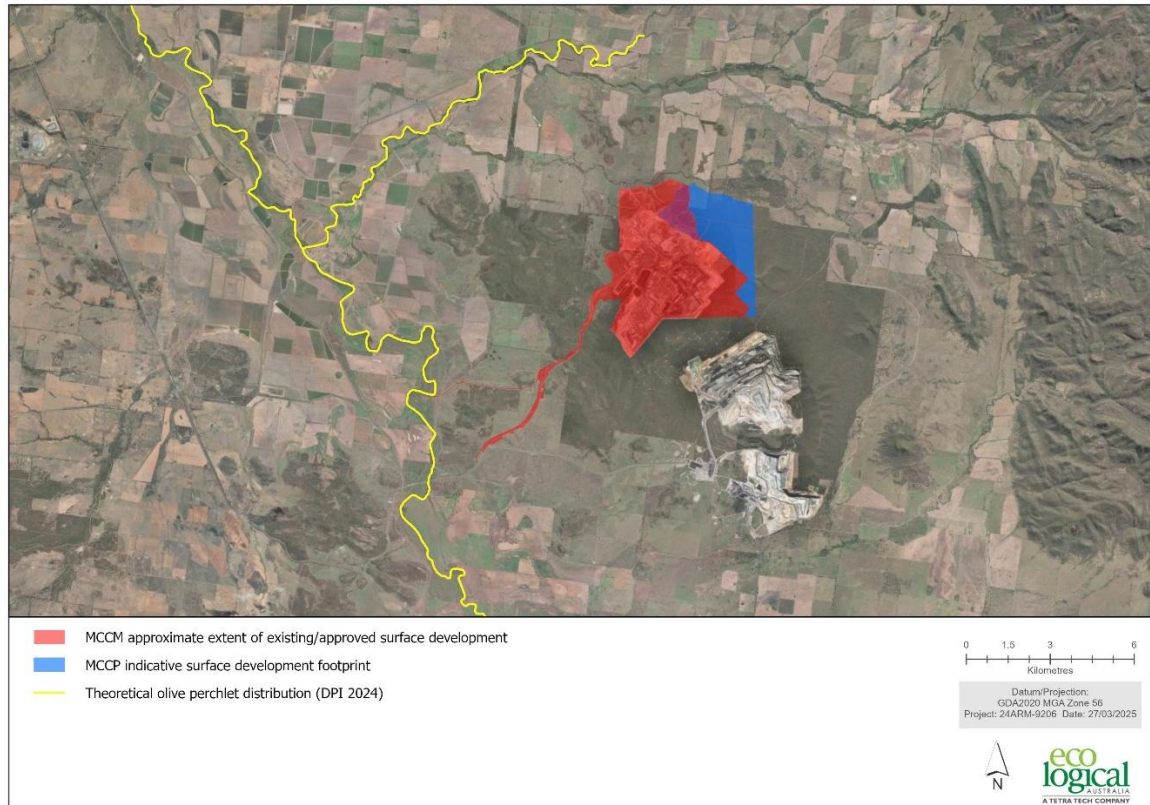 MCCM approximate extent of existing/approved surface development
MCCP indicative surface development footprint
Theoretical olive perchlet distribution (DPI 2024)
0 1.5 3 6
Kilometres
Datum/Projection:
GDA2020 MGA Zone 56
Project: 24ARM-9206 Date: 27/03/2025
N
eco
logical
AUSTRALIA
A TETRA TECH COMPANY